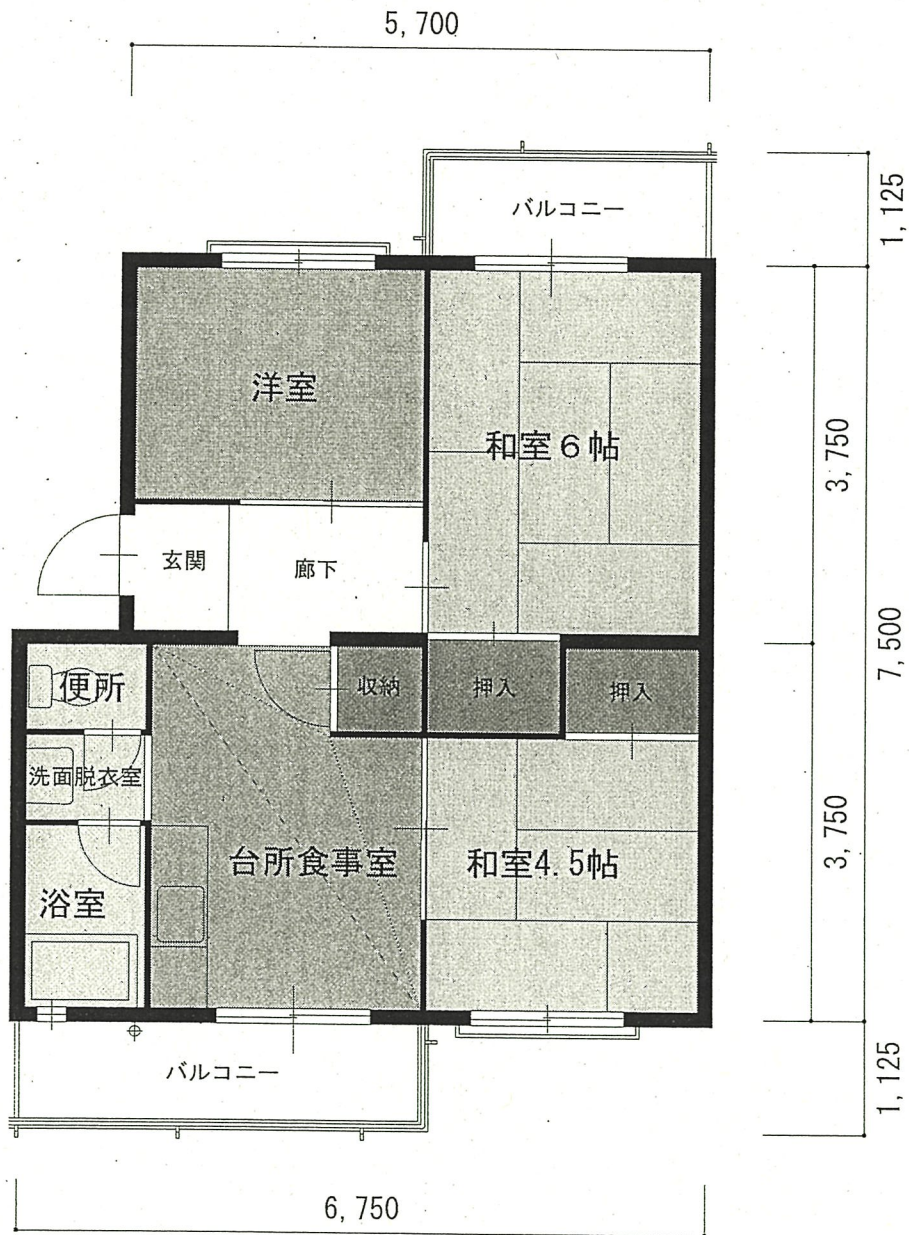 5,700
バルコニー
1,125
洋室
和室6帖
3,750
玄関
廊下
7,500
便所
収納
押入
押入
洗面脱衣室
台所食事室
和室4.5帖
3,750
浴室
バルコニー
1,125
6,750